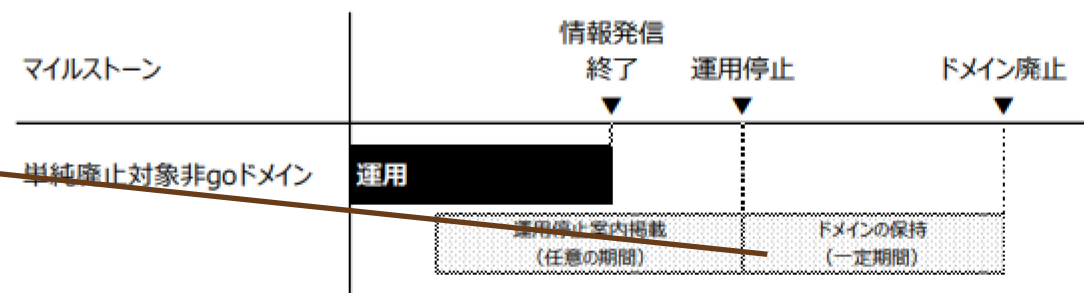 情報発信
マイルストーン 終了 運用停止 ドメイン廃止
▼ ▼ ▼
単純廃止対象非goドメイン 運用
運用停止案内掲載 ドメインの保持
（任意の期間） （一定期間）